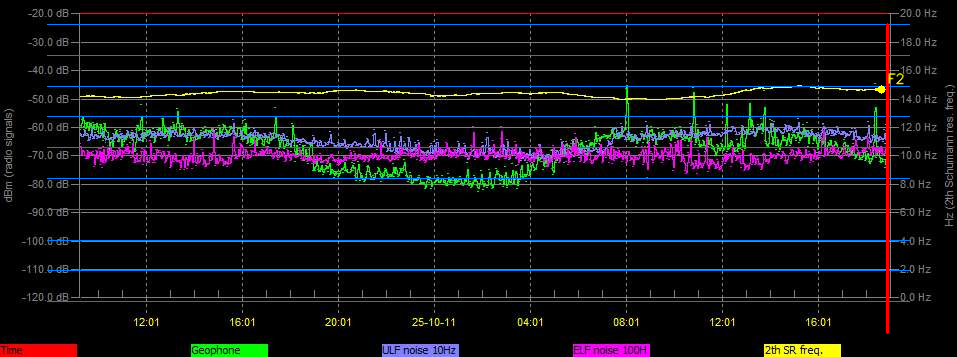 -20.0 dB 20.0 Hz
-30.0 dB 18.0 Hz
-40.0 dB 16.0 Hz
F2
-50.0 dB 14.0 Hz
-60.0 dB 12.0 Hz
-70.0 dB 10.0 Hz
-80.0 dB 8.0 Hz
-90.0 dB 6.0 Hz
-100.0 dB 4.0 Hz
-110.0 dB 2.0 Hz
-120.0 dB 0.0 Hz
dBm (radio signals)
Hz (2th Schumann res. freq.)
12:01 16:01 20:01 25-10-11 04:01 08:01 12:01 16:01
Time Geophone ULF noise 10Hz ELF noise 100H 2th SR freq.